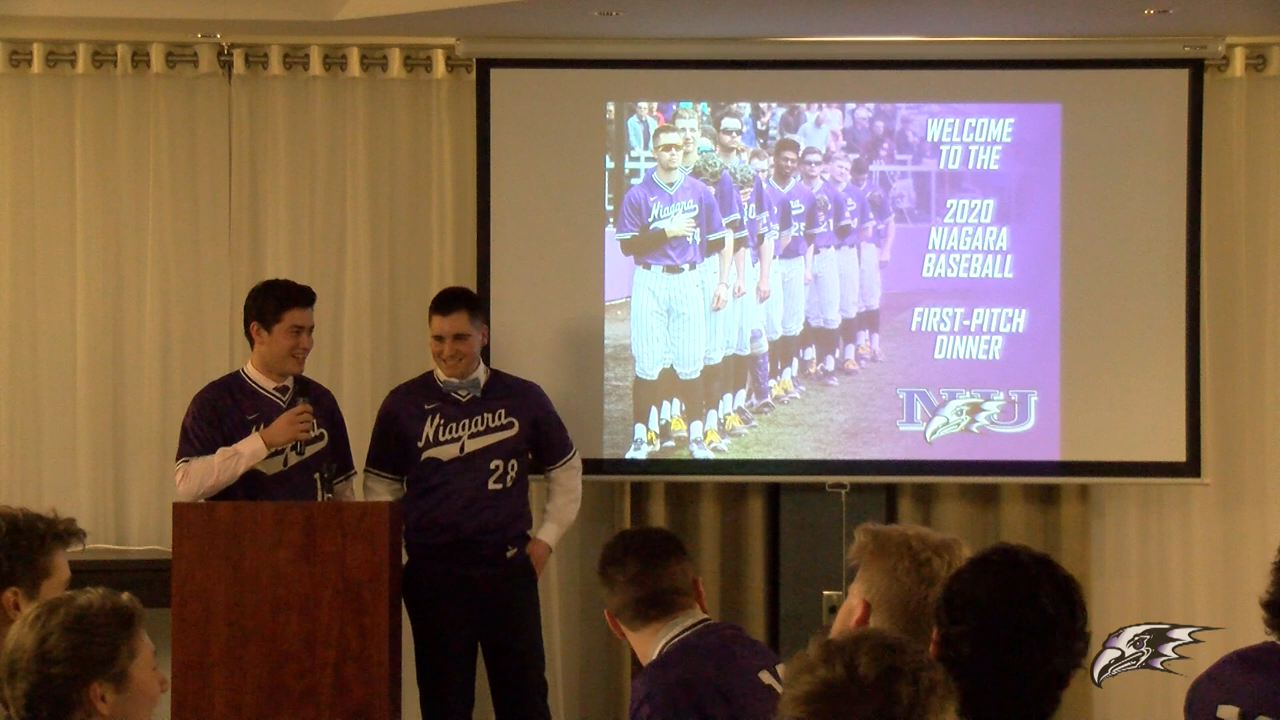 WELCOME
TO THE
2020
NIAGARA
BASEBALL
FIRST-PITCH
DINNER
NU
Niagara
Niagara
28